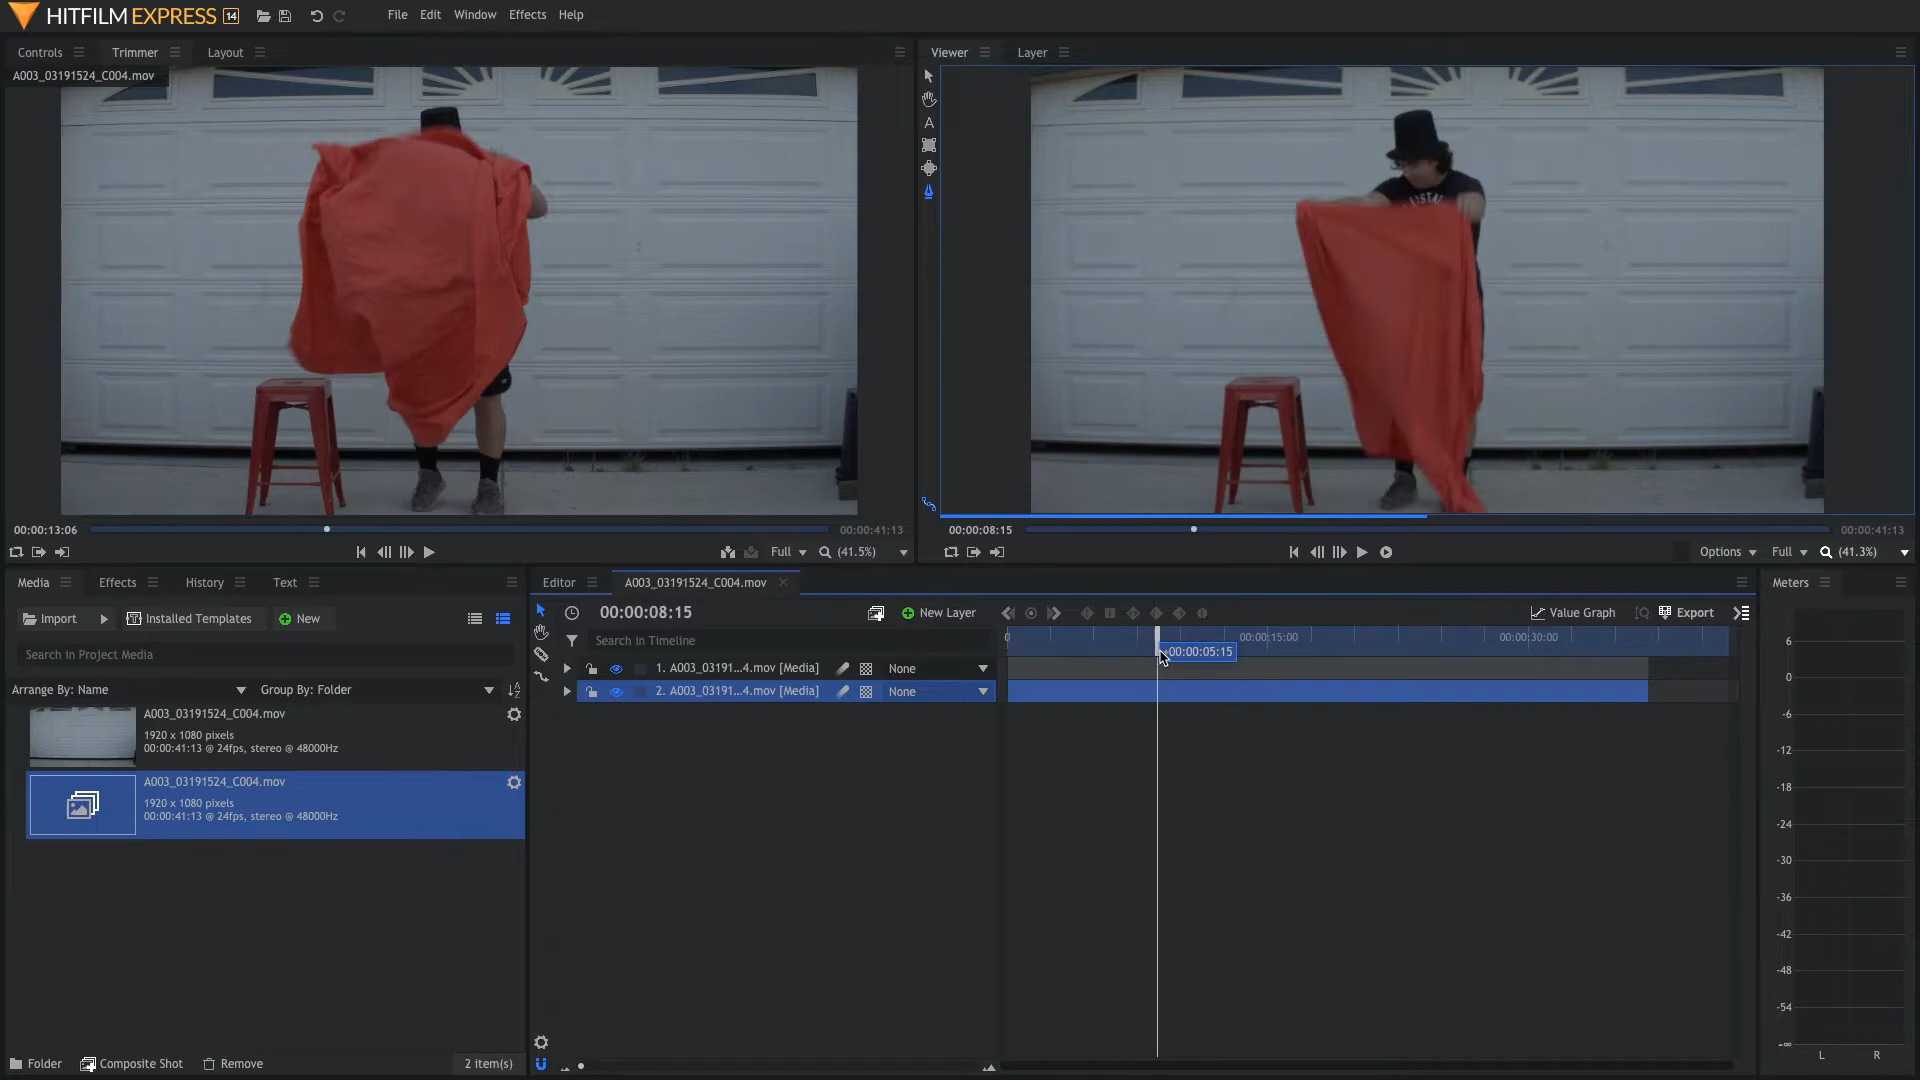 HITFILM EXPRESS 14
File Edit Window Effects Help
Controls Trimmer Layout
Viewer Layer
A003_03191524_C004.mov
A
00:00:13:06
00:00:41:13
Full (41.5%)
00:00:08:15
00:00:41:13
Options Full (41.3%)
Media Effects History Text
Import Installed Templates New
Search in Project Media
Arrange By: Name Group By: Folder
A003_03191524_C004.mov
1920 x 1080 pixels
00:00:41:13 @ 24fps, stereo @ 48000Hz
A003_03191524_C004.mov
1920 x 1080 pixels
00:00:41:13 @ 24fps, stereo @ 48000Hz
Folder Composite Shot Remove 2 item(s)
Editor A003_03191524_C004.mov
00:00:08:15 New Layer Value Graph Export
Search in Timeline
0 00:00:15:00 00:00:30:00
+00:00:05:15
1. A003_03191...4.mov [Media] None
2. A003_03191...4.mov [Media] None
Meters
6
0
-6
-12
-18
-24
-30
-36
-42
-48
-54
-∞
L R